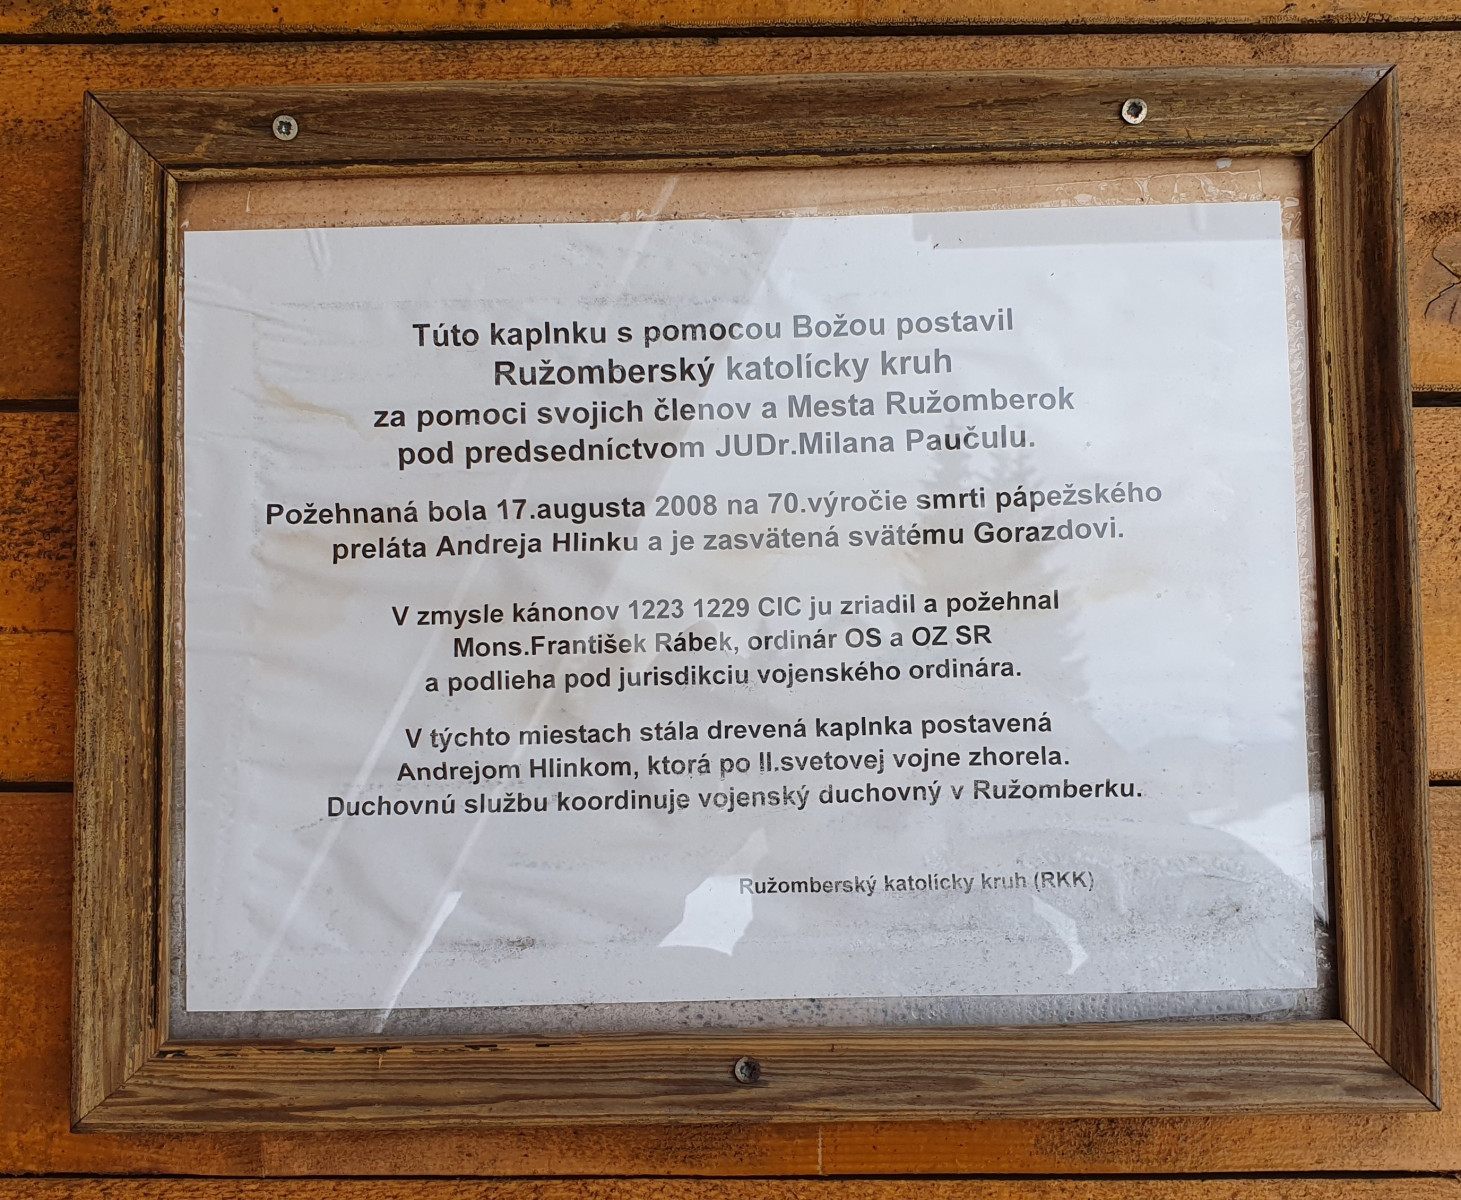 Túto kaplnku s pomocou Božou postavil
Ružomberský katolícky kruh
za pomoci svojich členov a Mesta Ružomberok
pod predsedníctvom JUDr.Milana Paučulu.
Požehnaná bola 17.augusta 2008 na 70.výročie smrti pápežského
preláta Andreja Hlinku a je zasvätená svätému Gorazdovi.
V zmysle kánonov 1223 1229 CIC ju zriadil a požehnal
Mons.František Rábek, ordinár OS a OZ SR
a podlieha pod jurisdikciu vojenského ordinára.
V týchto miestach stála drevená kaplnka postavená
Andrejom Hlinkom, ktorá po II.svetovej vojne zhorela.
Duchovnú službu koordinuje vojenský duchovný v Ružomberku.
Ružomberský katolícky kruh (RKK)